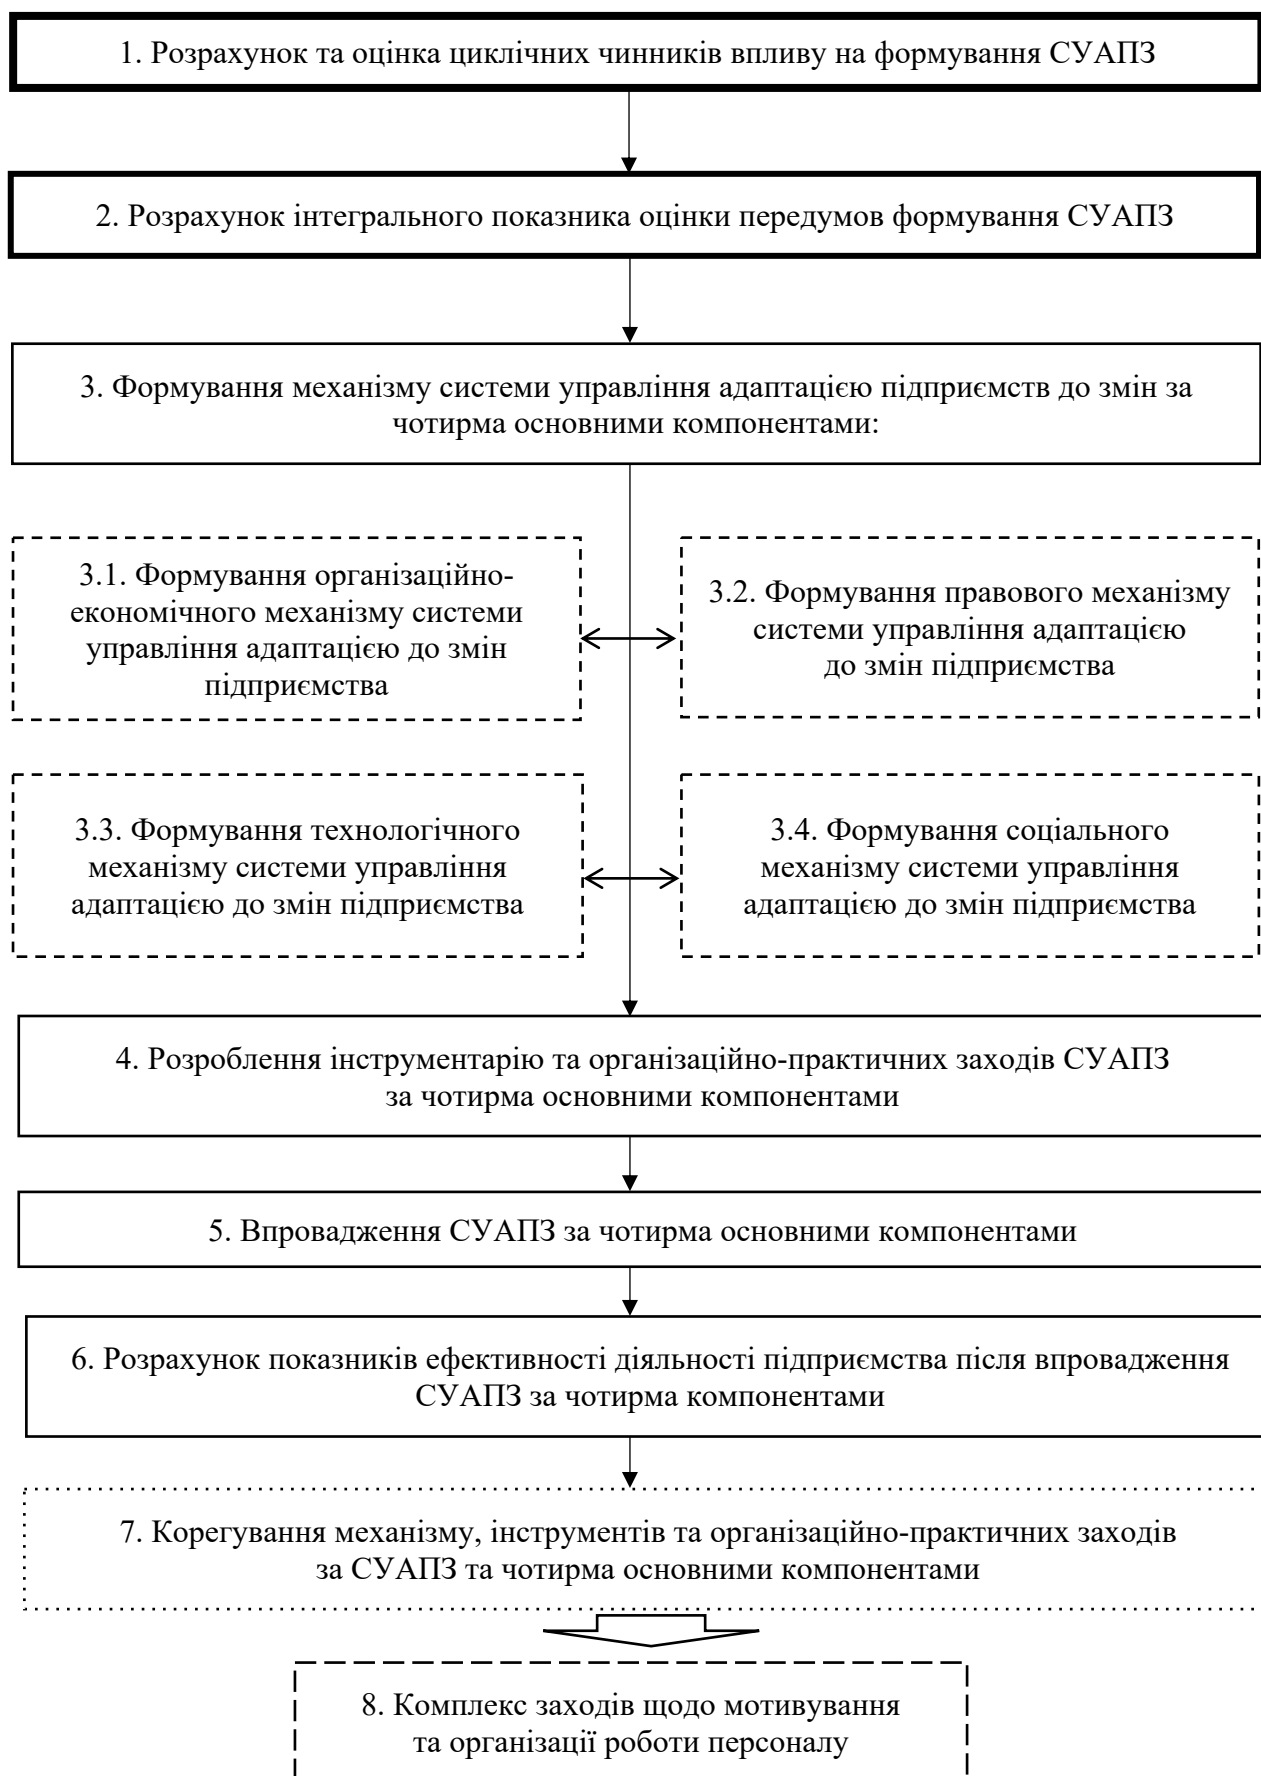 1. Розрахунок та оцінка циклічних чинників впливу на формування СУАПЗ
2. Розрахунок інтегрального показника оцінки передумов формування СУАПЗ
3. Формування механізму системи управління адаптацією підприємств до змін за
чотирма основними компонентами:
3.1. Формування організаційно-
економічного механізму системи
управління адаптацією до змін
підприємства
3.2. Формування правового механізму
системи управління адаптацією
до змін підприємства
3.3. Формування технологічного
механізму системи управління
адаптацією до змін підприємства
3.4. Формування соціального
механізму системи управління
адаптацією до змін підприємства
4. Розроблення інструментарію та організаційно-практичних заходів СУАПЗ
за чотирма основними компонентами
5. Впровадження СУАПЗ за чотирма основними компонентами
6. Розрахунок показників ефективності діяльності підприємства після впровадження
СУАПЗ за чотирма компонентами
7. Корегування механізму, інструментів та організаційно-практичних заходів
за СУАПЗ та чотирма основними компонентами
8. Комплекс заходів щодо мотивування
та організації роботи персоналу